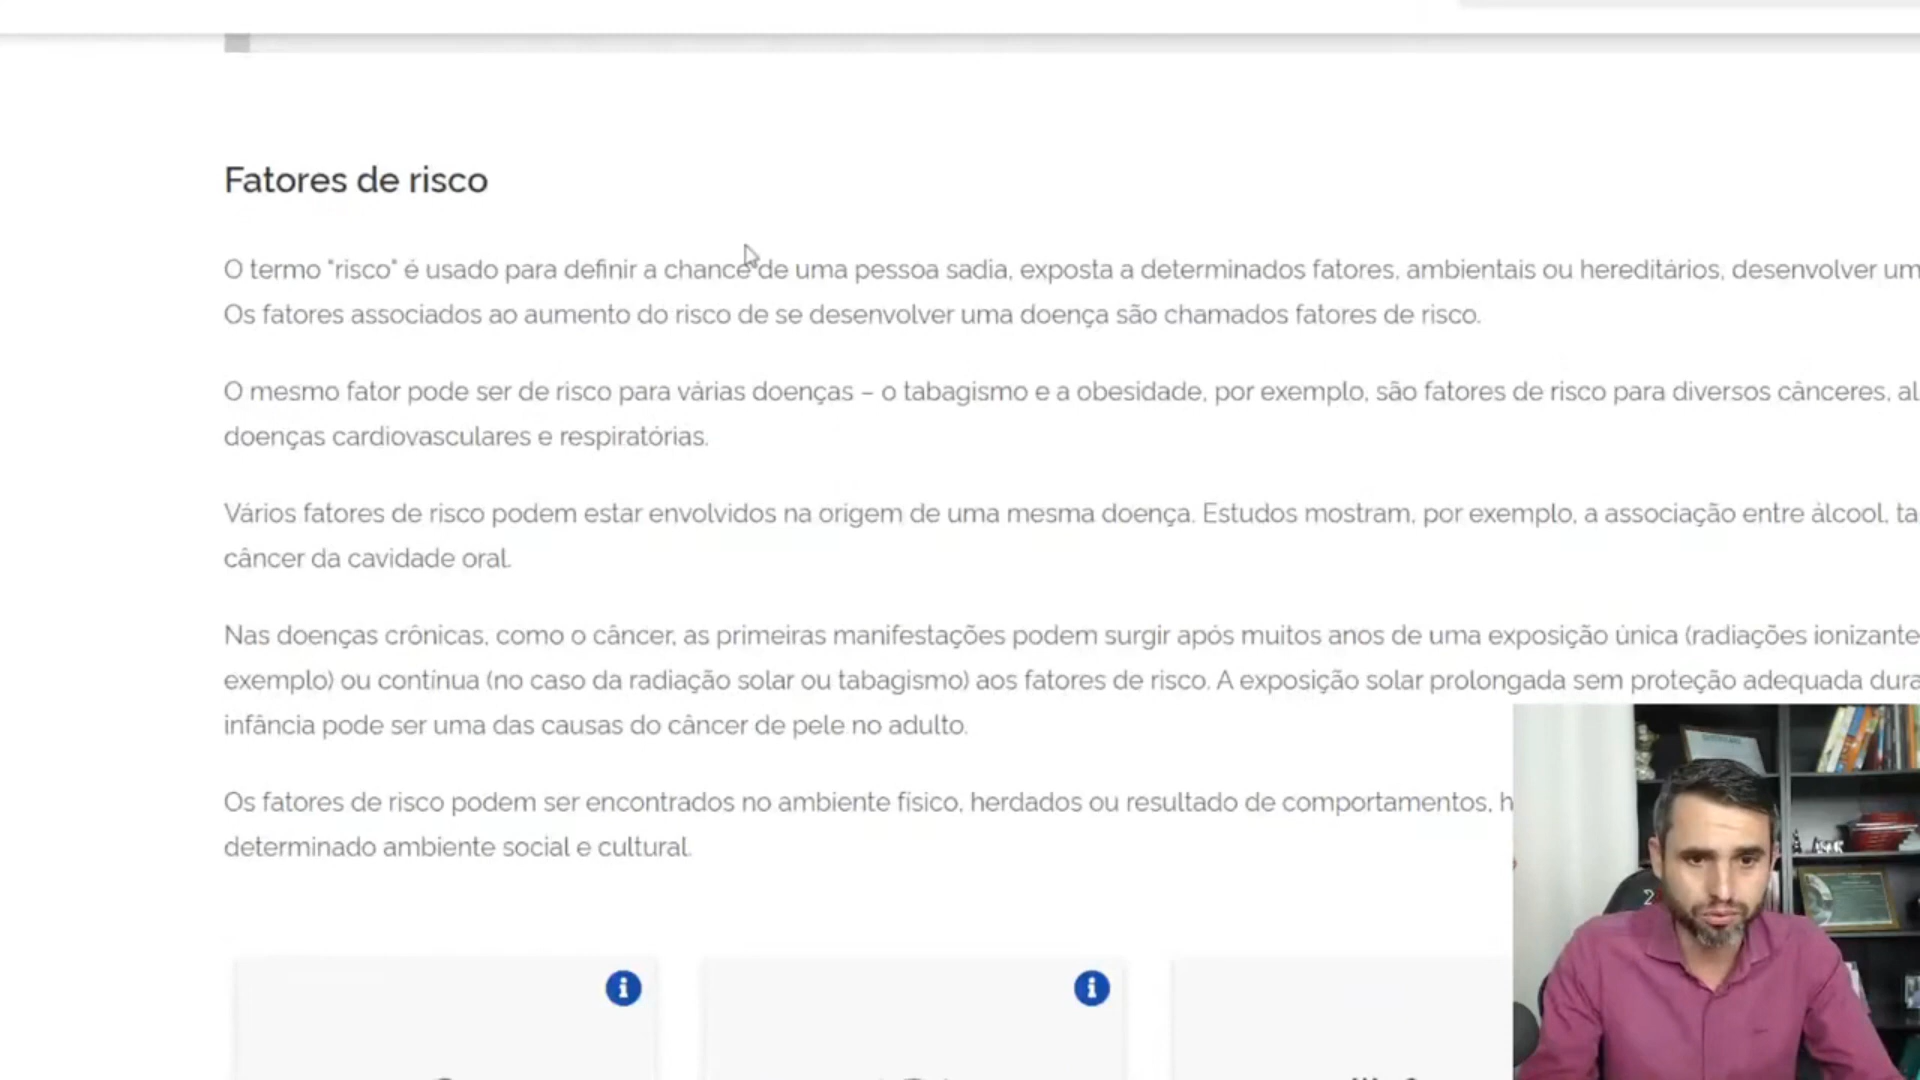 Fatores de risco
O termo "risco" é usado para definir a chance de uma pessoa sadia, exposta a determinados fatores, ambientais ou hereditários, desenvolver um
Os fatores associados ao aumento do risco de se desenvolver uma doença são chamados fatores de risco.
O mesmo fator pode ser de risco para várias doenças – o tabagismo e a obesidade, por exemplo, são fatores de risco para diversos cânceres, al
doenças cardiovasculares e respiratórias.
Vários fatores de risco podem estar envolvidos na origem de uma mesma doença. Estudos mostram, por exemplo, a associação entre álcool, ta
câncer da cavidade oral.
Nas doenças crônicas, como o câncer, as primeiras manifestações podem surgir após muitos anos de uma exposição única (radiações ionizante
exemplo) ou contínua (no caso da radiação solar ou tabagismo) aos fatores de risco. A exposição solar prolongada sem proteção adequada dura
infância pode ser uma das causas do câncer de pele no adulto.
Os fatores de risco podem ser encontrados no ambiente físico, herdados ou resultado de comportamentos, h
determinado ambiente social e cultural.